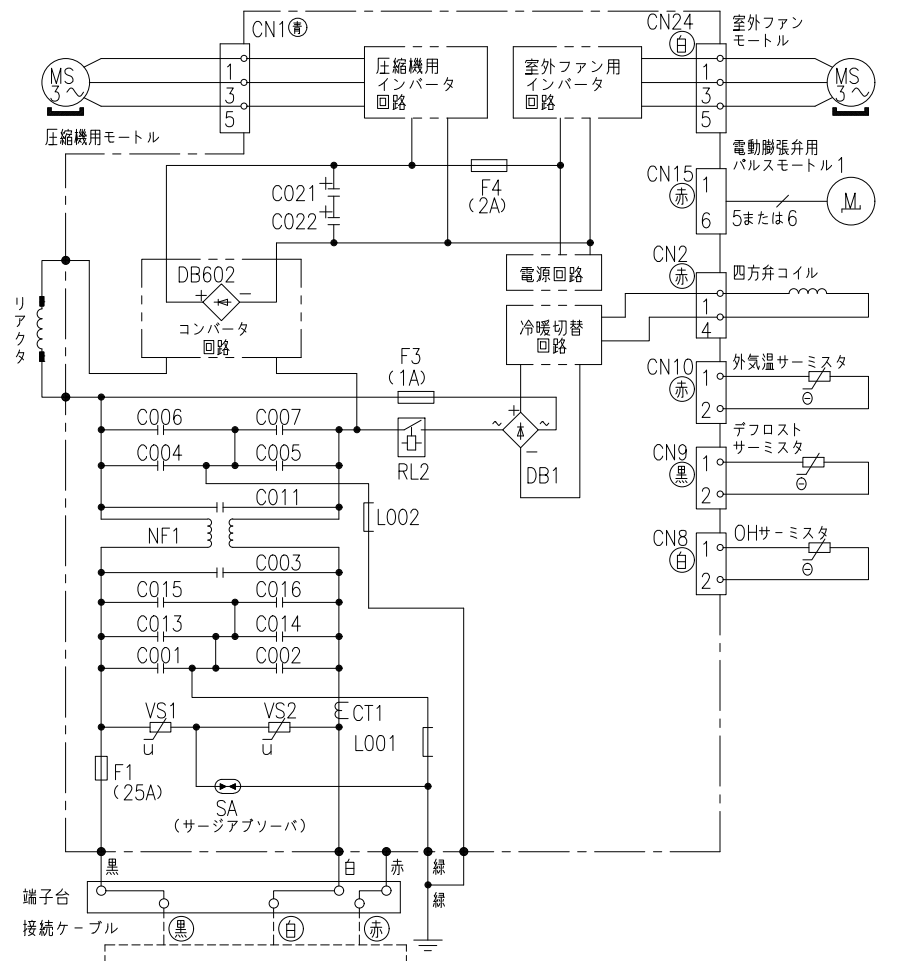 CN1 青
CN24
白
室外ファン
モートル
MS
3～
1
3
5
圧縮機用
インバータ
回路
室外ファン用
インバータ
回路
1
3
5
MS
3～
圧縮機用モートル
電動膨張弁用
パルスモートル1
CN15
赤
1
6
5または6
M
C021
+
C022
+
F4
(2A)
CN2
赤
1
4
四方弁コイル
電源回路
DB602
+
−
コンバータ
回路
リアクタ
冷暖切替
回路
F3
(1A)
CN10
赤
1
2
外気温サーミスタ
Θ
C006
C007
C004
C005
RL2
+
~
~
−
DB1
デフロスト
サーミスタ
CN9
黒
1
2
Θ
C011
L002
NF1
CN8
白
1
2
OHサーミスタ
Θ
C003
C015
C016
C013
C014
C001
C002
VS1
u
VS2
u
CT1
L001
F1
(25A)
SA
(サージアブソーバ)
黒
白
赤
緑
緑
端子台
接続ケーブル
黒
白
赤